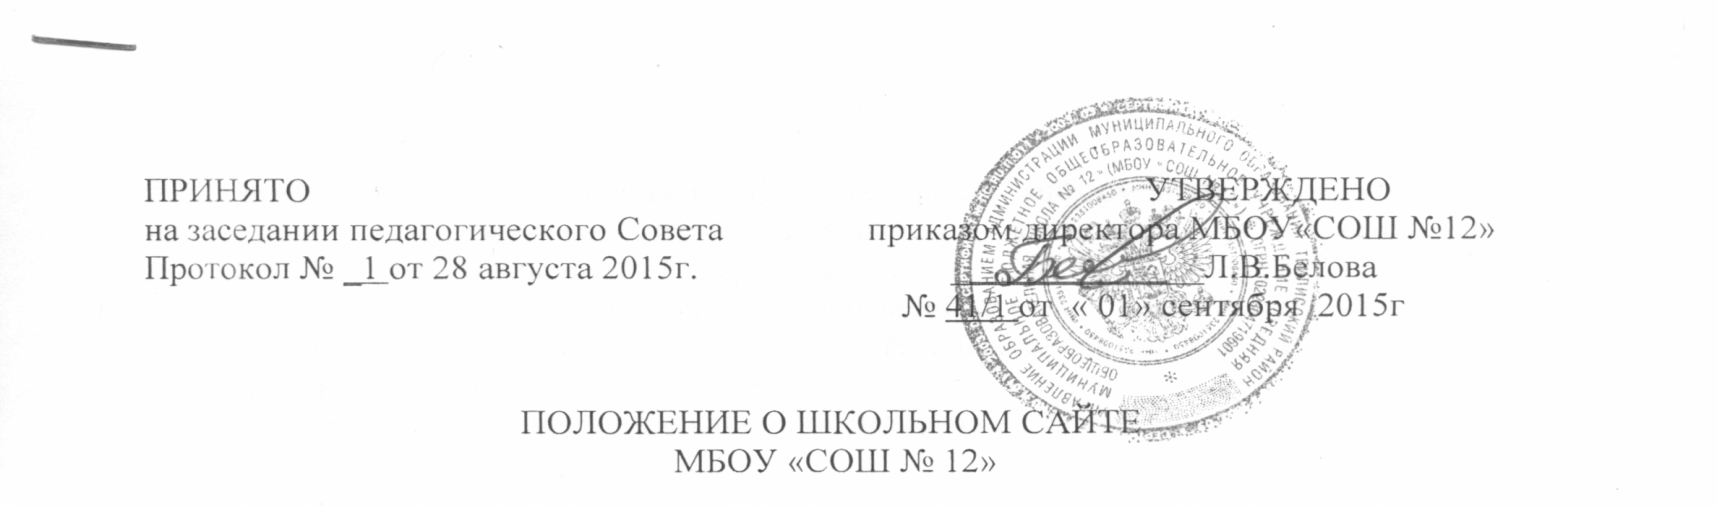 ПРИНЯТО
на заседании педагогического Совета
Протокол № _1 от 28 августа 2015г.
УТВЕРЖДЕНО
приказом директора МБОУ«СОШ №12»
Л.В.Белова
№ 41/1 от « 01» сентября 2015г
ПОЛОЖЕНИЕ О ШКОЛЬНОМ САЙТЕ
МБОУ «СОШ № 12»